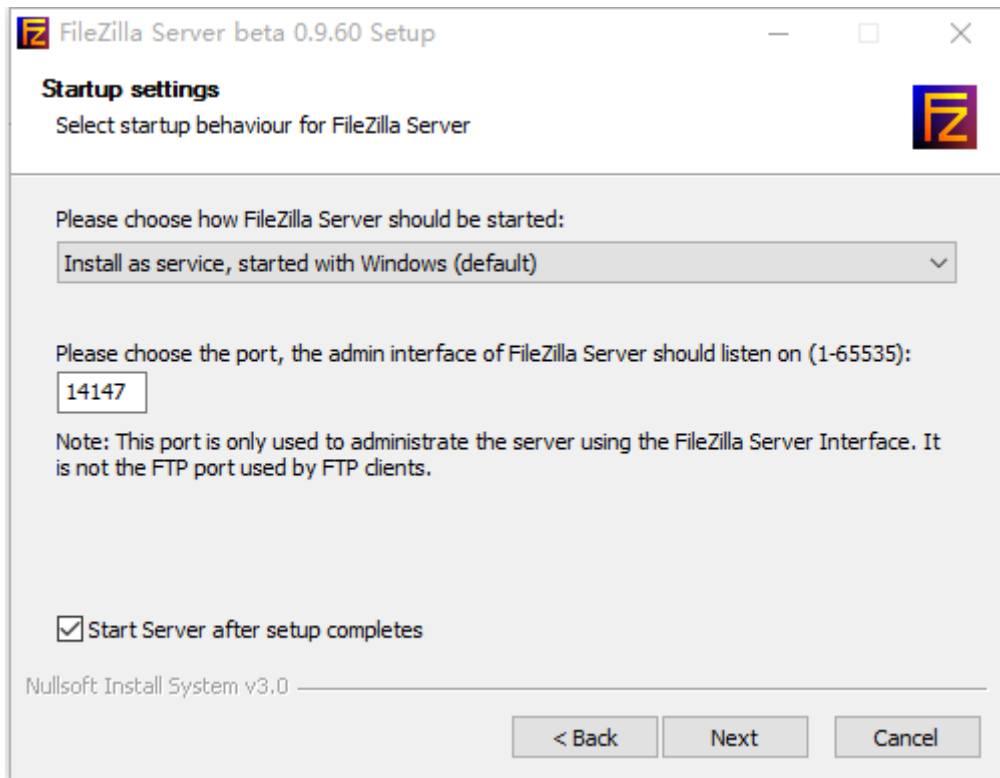 FileZilla Server beta 0.9.60 Setup
Startup settings
Select startup behaviour for FileZilla Server
FZ
Please choose how FileZilla Server should be started:
Install as service, started with Windows (default)
Please choose the port, the admin interface of FileZilla Server should listen on (1-65535):
14147
Note: This port is only used to administrate the server using the FileZilla Server Interface. It
is not the FTP port used by FTP clients.
Start Server after setup completes
Nullsoft Install System v3.0
< Back
Next
Cancel